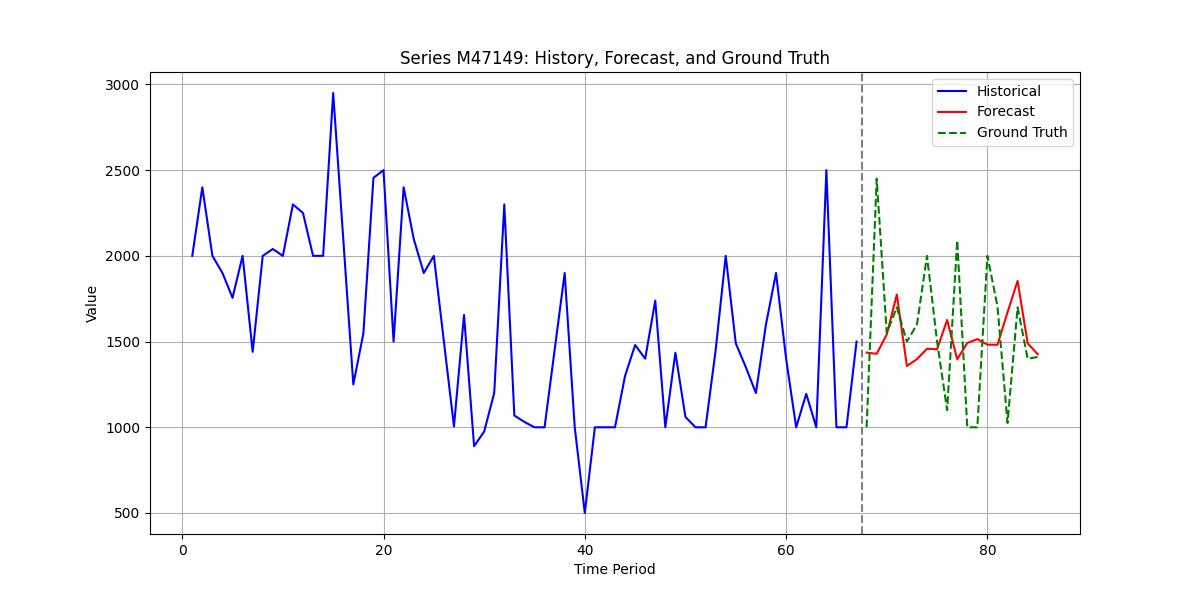 Series M47149: History, Forecast, and Ground Truth
3000
2500
2000
1500
1000
500
Value
Historical
Forecast
Ground Truth
0
20
40
60
80
Time Period